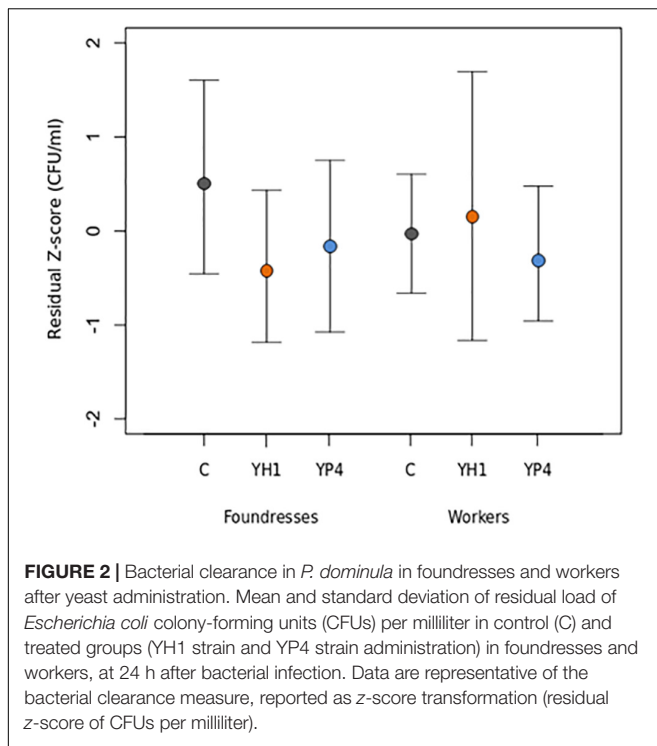 2
1
0
-1
-2
Residual Z-score (CFU/ml)
C YH1 YP4 C YH1 YP4
Foundresses Workers
FIGURE 2 | Bacterial clearance in P. dominula in foundresses and workers
after yeast administration. Mean and standard deviation of residual load of
Escherichia coli colony-forming units (CFUs) per milliliter in control (C) and
treated groups (YH1 strain and YP4 strain administration) in foundresses and
workers, at 24 h after bacterial infection. Data are representative of the
bacterial clearance measure, reported as z-score transformation (residual
z-score of CFUs per milliliter).